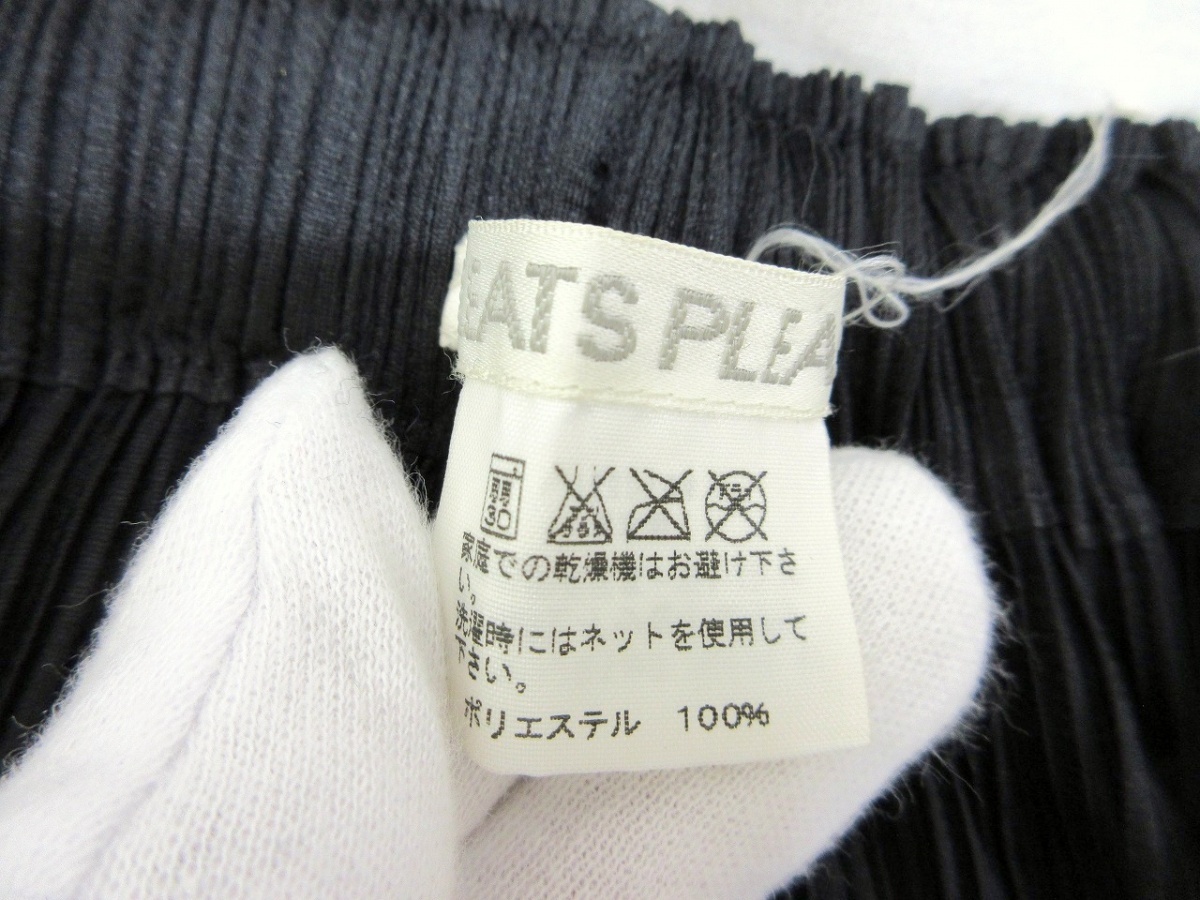 EATS PLEA
弱 30
家庭での乾燥機はお避け下さ
い。
洗濯時にはネットを使用して
下さい。
ポリエステル 100%